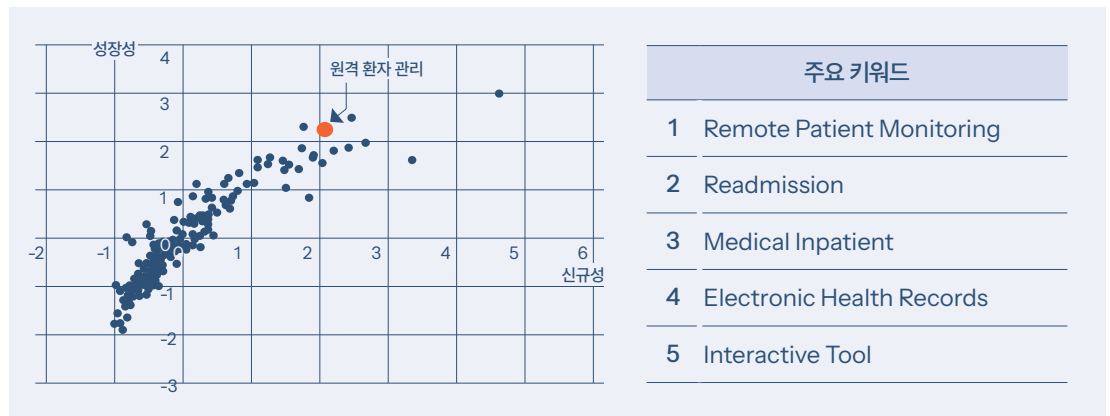 성장성
4
3
2
1
0
0
-1
-2
-3
-2
-1
1
2
3
4
5
6
신규성
원격 환자 관리
주요 키워드
1 Remote Patient Monitoring
2 Readmission
3 Medical Inpatient
4 Electronic Health Records
5 Interactive Tool